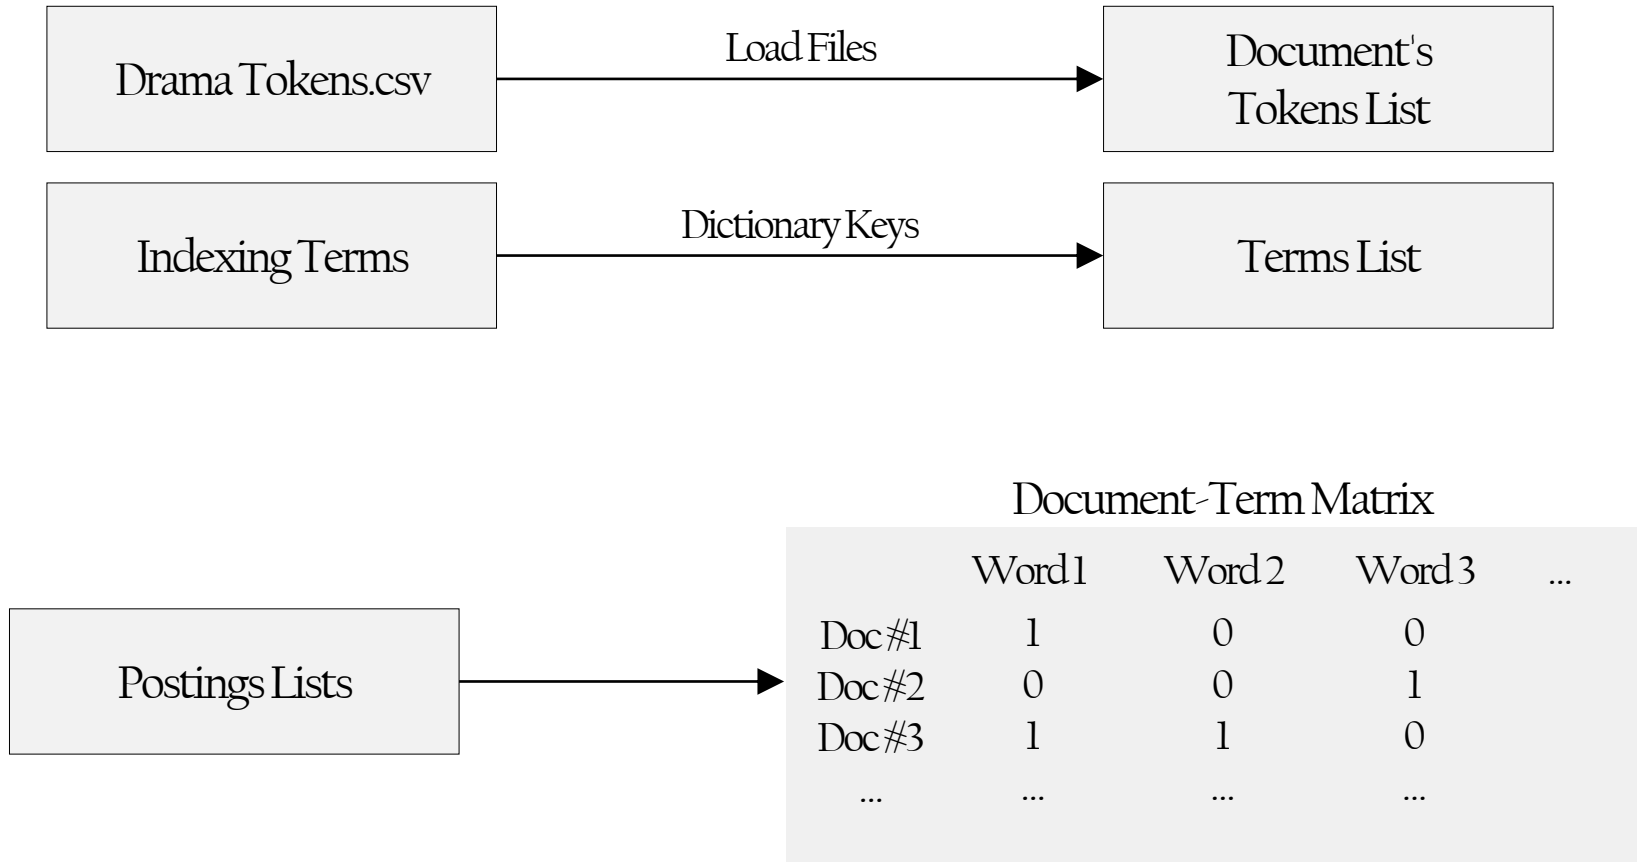 Drama Tokens.csv
Load Files
Document's
Tokens List
Indexing Terms
Dictionary Keys
Terms List
Document-Term Matrix
Word 1 Word 2 Word 3 ...
Doc #1 1 0 0
Doc #2 0 0 1
Doc #3 1 1 0
... ... ... ...
Postings Lists